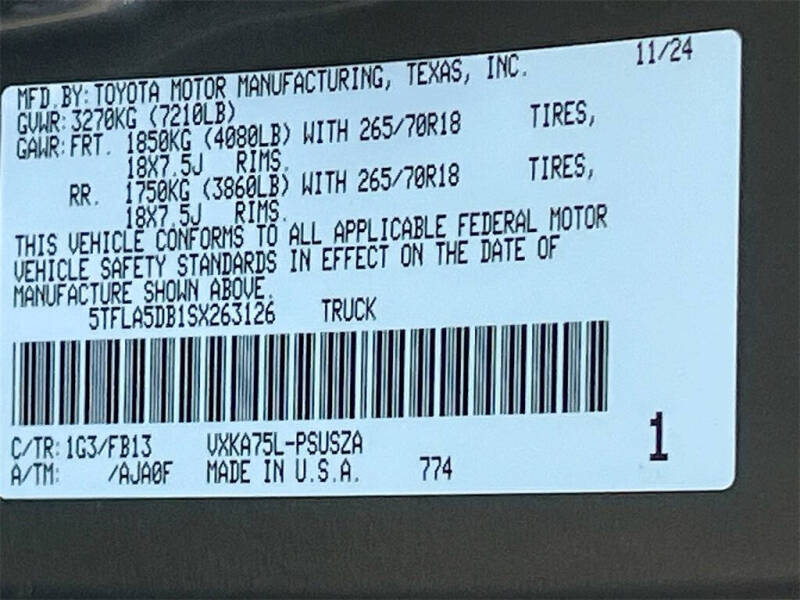 MFD.BY: TOYOTA MOTOR MANUFACTURING, TEXAS, INC. 11/24
GVWR: 3270KG (7210LB)
GAWR: FRT. 1850KG (4080LB) WITH 265/70R18 TIRES,
18X7.5J RIMS.
RR. 1750KG (3860LB) WITH 265/70R18 TIRES,
18X7.5J RIMS.
THIS VEHICLE CONFORMS TO ALL APPLICABLE FEDERAL MOTOR
VEHICLE SAFETY STANDARDS IN EFFECT ON THE DATE OF
MANUFACTURE SHOWN ABOVE.
5TFLA5DB1SX263126 TRUCK
C/TR: 1G3/FB13 VXKA75L-PSUSZA 1
A/TM: /AJA0F MADE IN U.S.A. 774